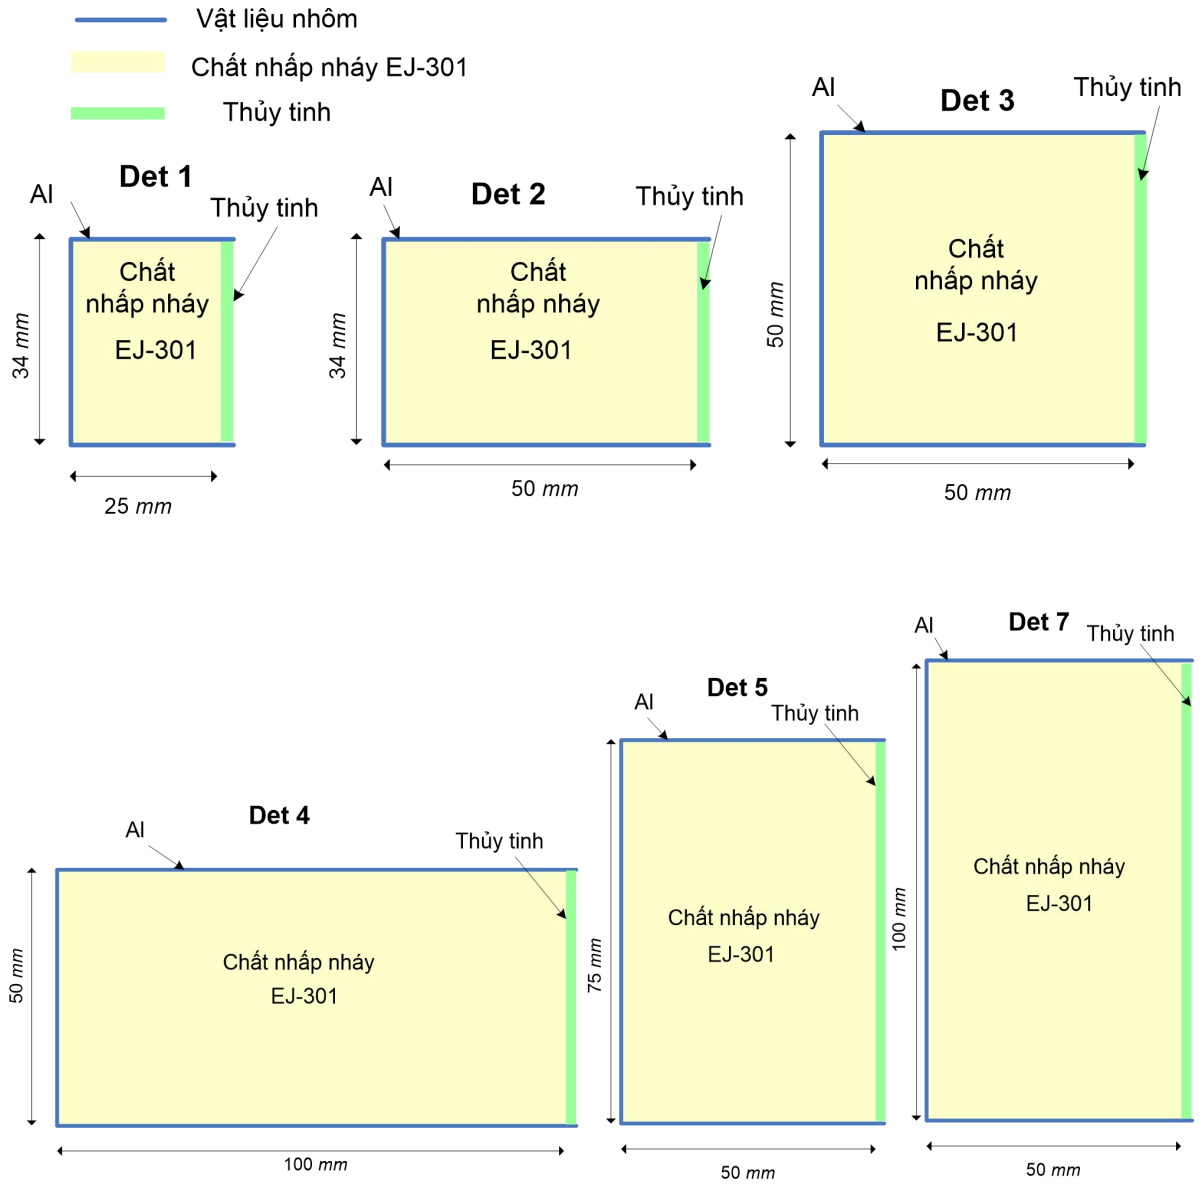 Vật liệu nhôm
Chất nhấp nháy EJ-301
Thủy tinh
Det 1
Al
Thủy tinh
Chất
nhấp nháy
EJ-301
34 mm
25 mm
Det 2
Al
Thủy tinh
Chất
nhấp nháy
EJ-301
34 mm
50 mm
Det 3
Al
Thủy tinh
Chất
nhấp nháy
EJ-301
50 mm
50 mm
Det 4
Al
Thủy tinh
Chất nhấp nháy
EJ-301
50 mm
100 mm
Det 5
Al
Thủy tinh
Chất nhấp nháy
EJ-301
75 mm
50 mm
Det 7
Al
Thủy tinh
Chất nhấp nháy
EJ-301
100 mm
50 mm